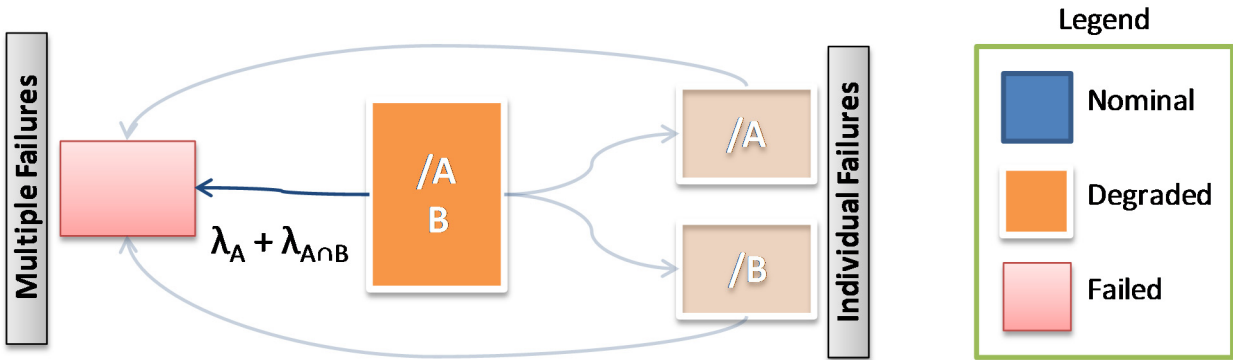 Legend
Multiple Failures
/A
B
λA + λA∩B
/A
/B
Individual Failures
Nominal
Degraded
Failed